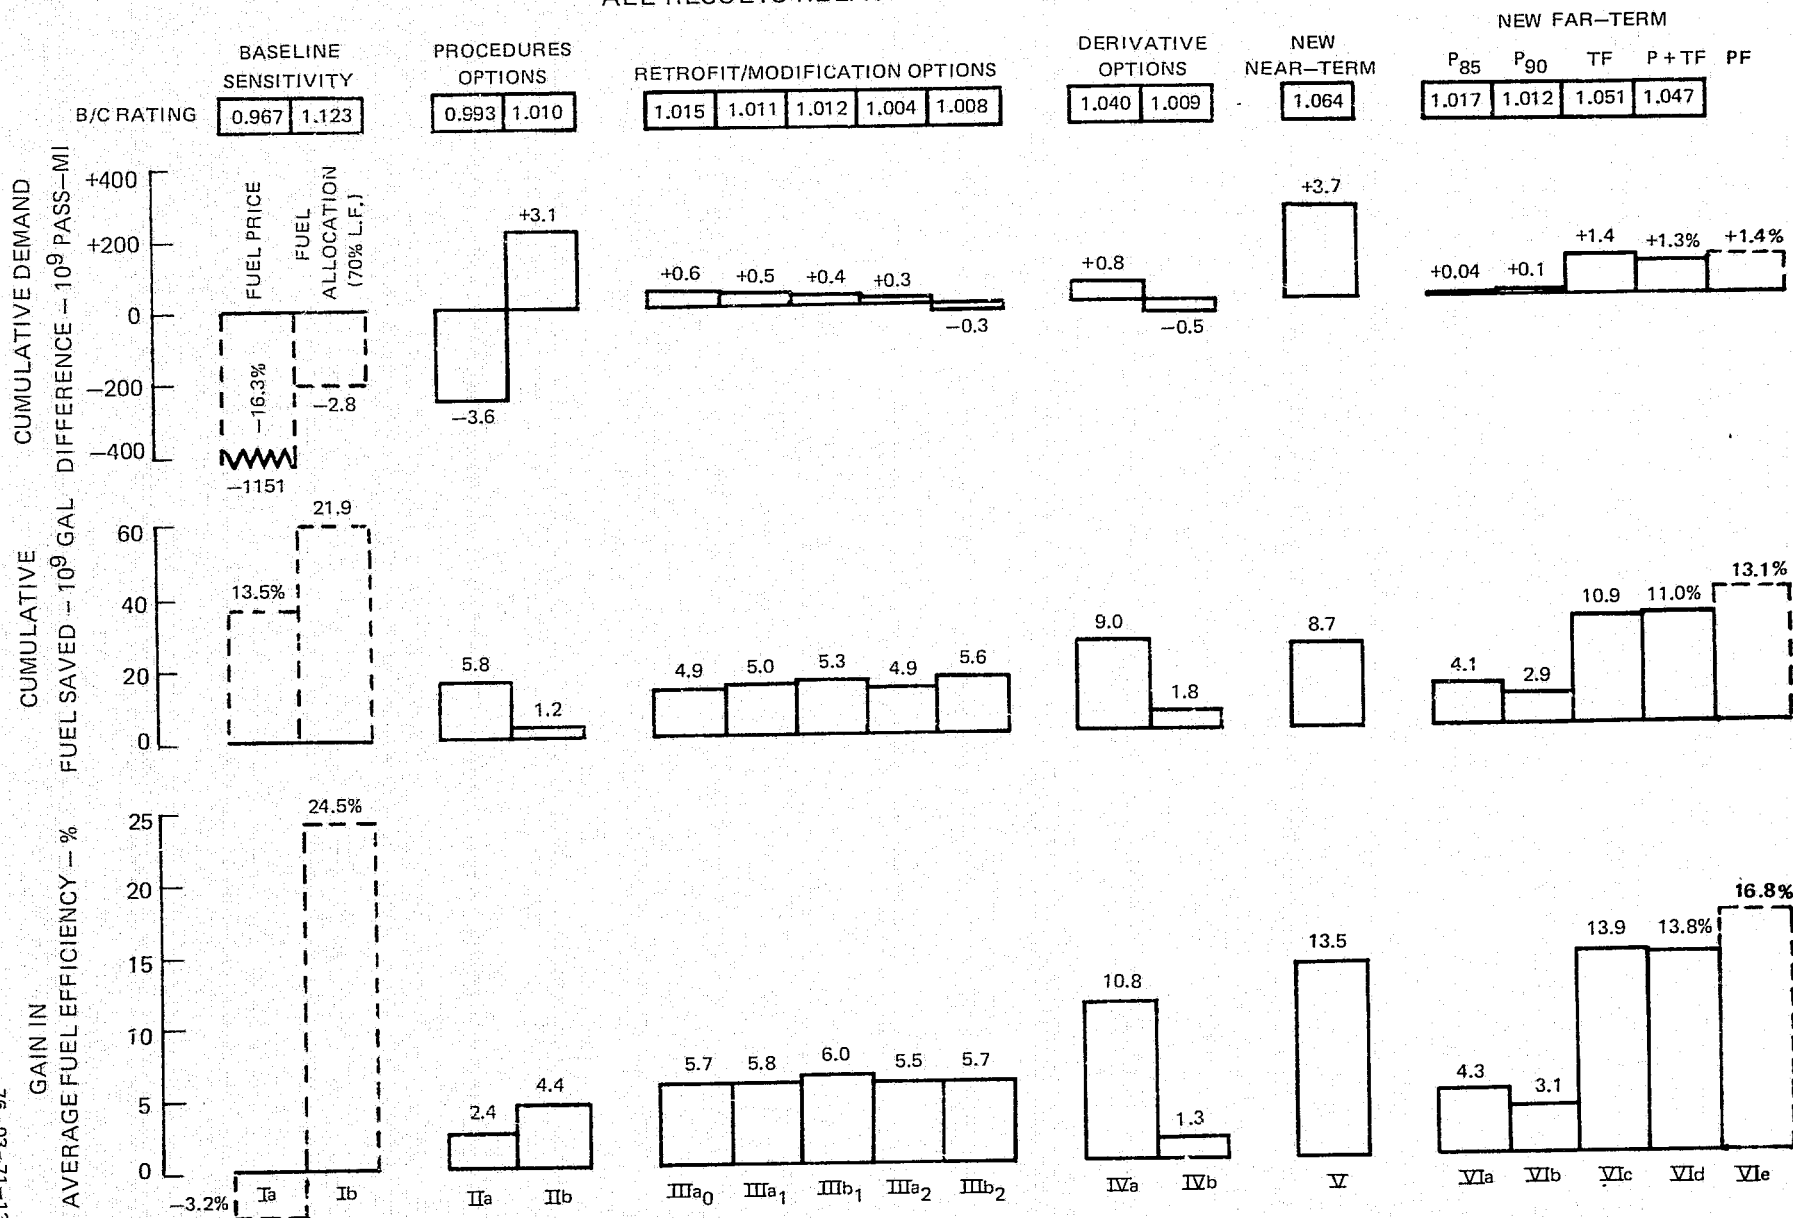 NEW FAR–TERM
BASELINE SENSITIVITY
PROCEDURES OPTIONS
RETROFIT/MODIFICATION OPTIONS
DERIVATIVE OPTIONS
NEW NEAR–TERM
P85 P90 TF P + TF PF
B/C RATING 0.967 1.123 0.993 1.010 1.015 1.011 1.012 1.004 1.008 1.040 1.009 1.064 1.017 1.012 1.051 1.047
CUMULATIVE DEMAND
DIFFERENCE – 10^9 PASS–MI
+400
+200
0
–200
–400
FUEL PRICE
FUEL
ALLOCATION
(70% L.F.)
–16.3%
–1151
–2.8
–3.6
+3.1
+0.6 +0.5 +0.4 +0.3 –0.3
+0.8 –0.5
+3.7
+0.04 +0.1 +1.4 +1.3% +1.4%
CUMULATIVE
FUEL SAVED – 10^9 GAL
60
40
20
0
13.5% 21.9
5.8 1.2
4.9 5.0 5.3 4.9 5.6
9.0 1.8
8.7
4.1 2.9 10.9 11.0% 13.1%
GAIN IN
AVERAGE FUEL EFFICIENCY – %
25
20
15
10
5
0
–3.2% 24.5%
2.4 4.4
5.7 5.8 6.0 5.5 5.7
10.8 1.3
13.5
4.3 3.1 13.9 13.8% 16.8%
Ia Ib IIa IIb IIIa0 IIIa1 IIIb1 IIIa2 IIIb2 IVa IVb V VIa VIb VIc VId VIe